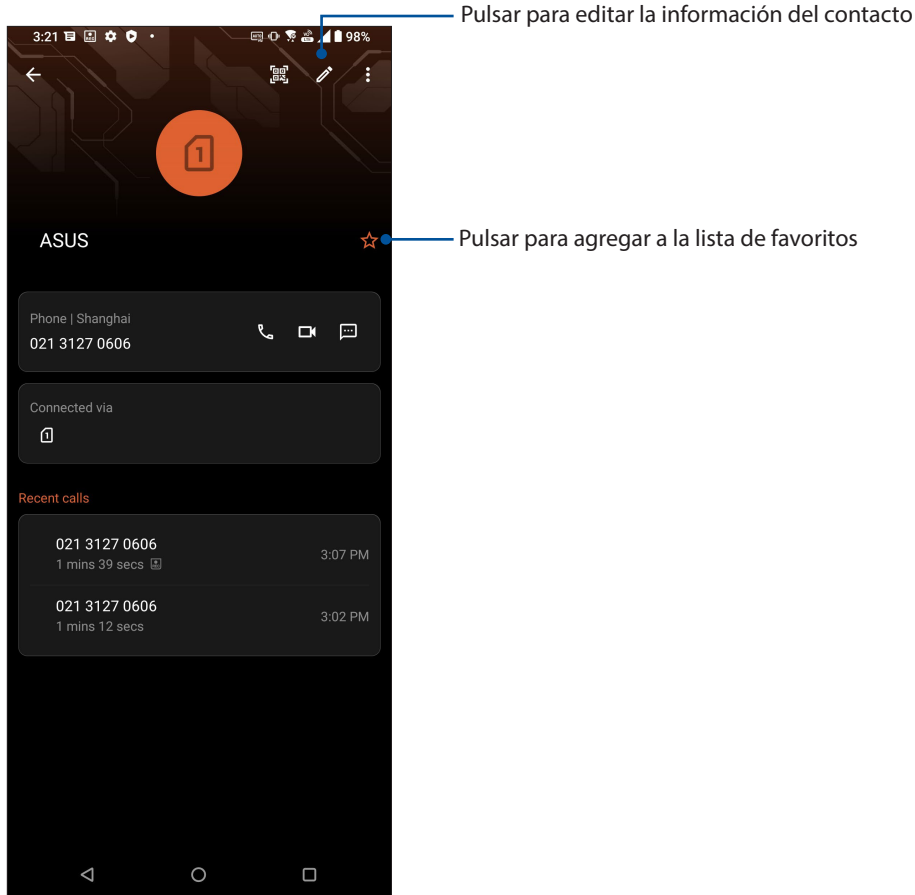 Pulsar para editar la información del contacto
3:21
98%
1
ASUS
Pulsar para agregar a la lista de favoritos
Phone | Shanghai
021 3127 0606
Connected via
1
Recent calls
021 3127 0606
3:07 PM
1 mins 39 secs
021 3127 0606
3:02 PM
1 mins 12 secs